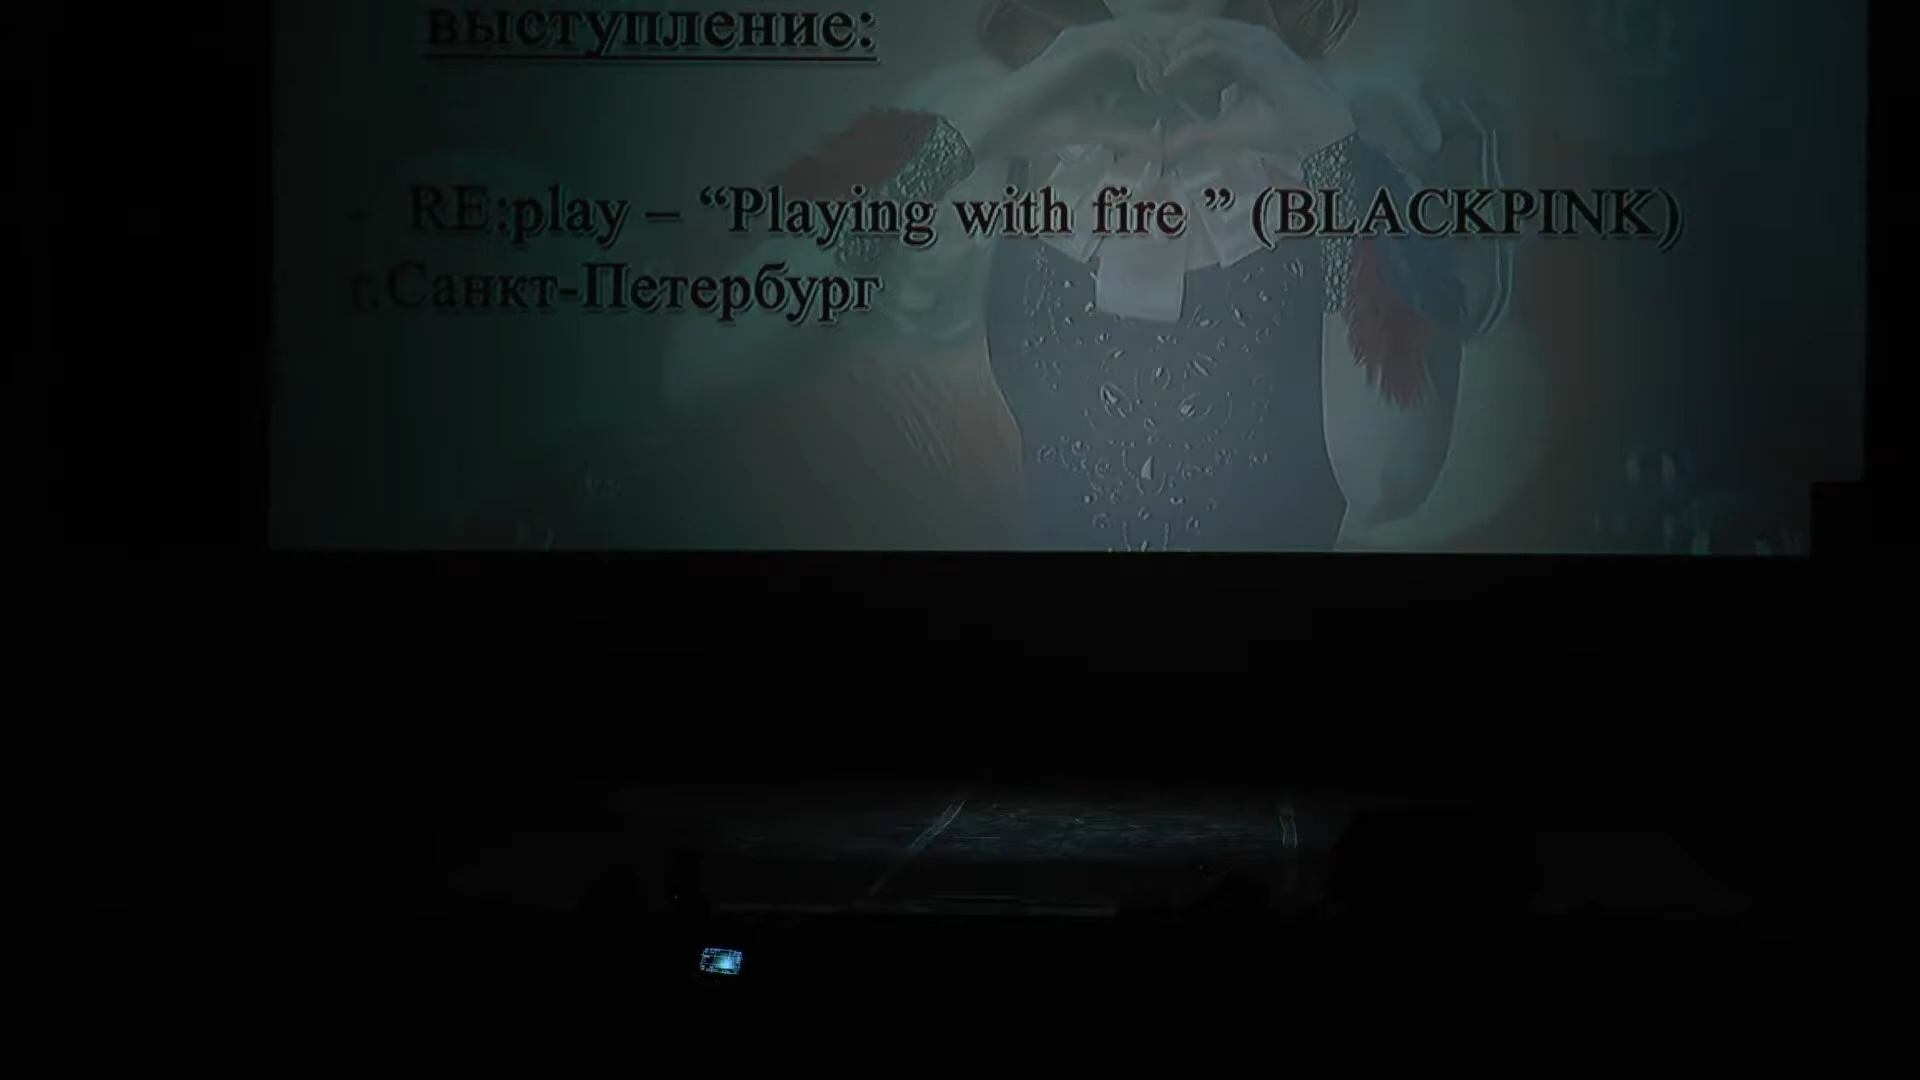 выступление:
- RE:play – “Playing with fire ” (BLACKPINK)
г.Санкт-Петербург